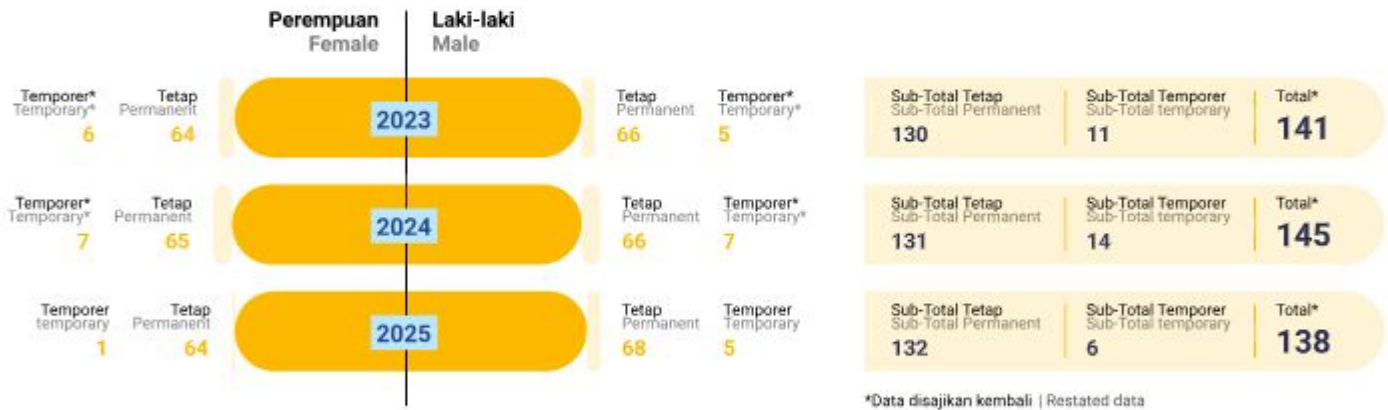 Perempuan Laki-laki
Female Male
Temporer* Tetap Tetap Temporer* Sub-Total Tetap Sub-Total Temporer Total*
Temporary* Permanent 2023 Permanent Temporary* Sub-Total Permanent Sub-Total temporary
6 64 66 5 130 11 141
Temporer* Tetap Tetap Temporer* Sub-Total Tetap Sub-Total Temporer Total*
Temporary* Permanent 2024 Permanent Temporary* Sub-Total Permanent Sub-Total temporary
7 65 66 7 131 14 145
Temporer Tetap Tetap Temporer Sub-Total Tetap Sub-Total Temporer Total*
temporary Permanent 2025 Permanent Temporary Sub-Total Permanent Sub-Total temporary
1 64 68 5 132 6 138
*Data disajikan kembali | Restated data